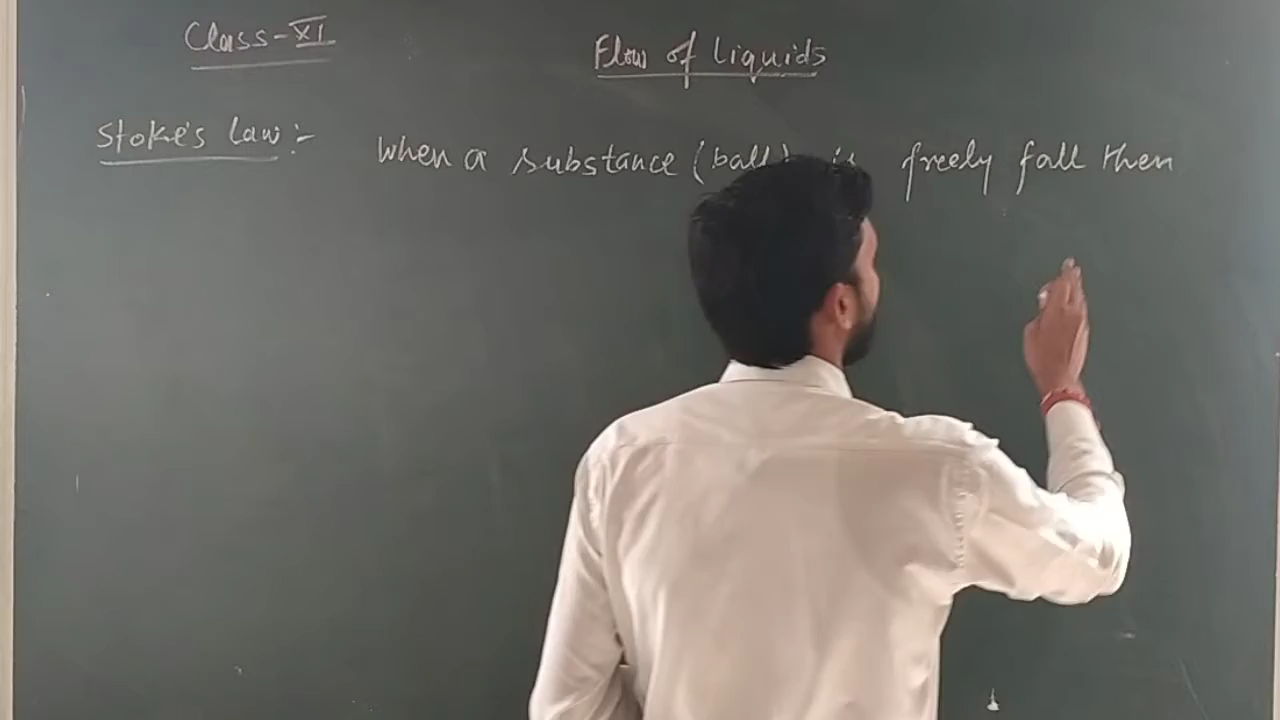 Class-XI
Flow of Liquids
Stoke's Law:- when a substance (ball) is freely fall then